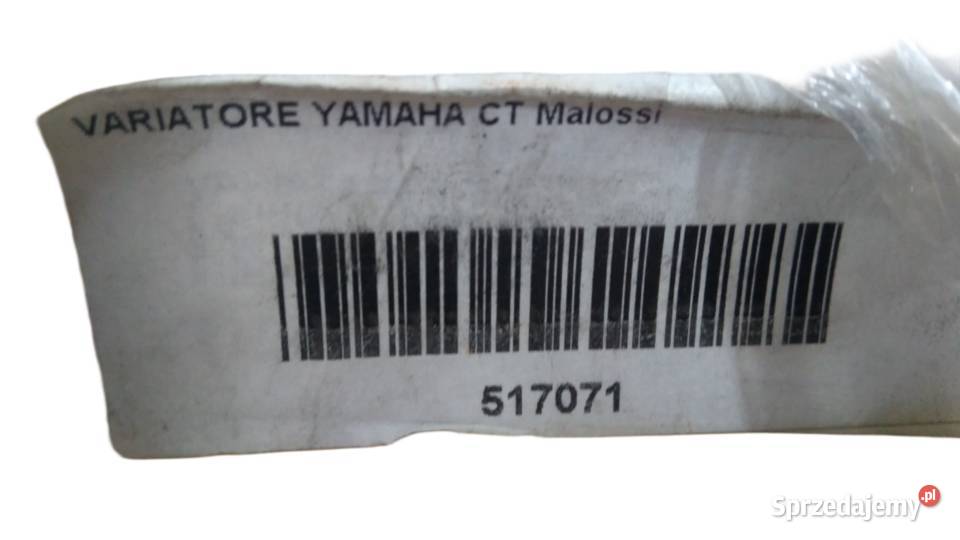 VARIATORE YAMAHA CT Malossi
517071
Sprzedajemy.pl